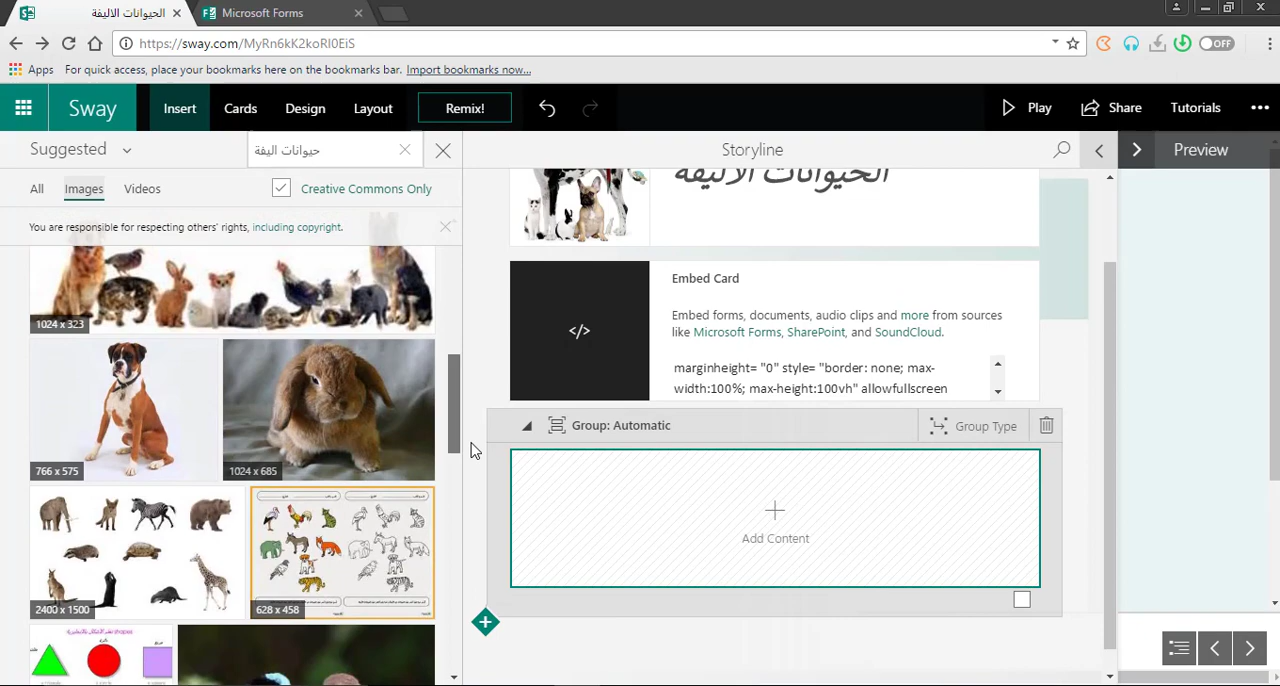 الحيوانات الاليفة
Microsoft Forms
https://sway.com/MyRn6kK2koRI0EiS
OFF
Apps
For quick access, place your bookmarks here on the bookmarks bar. Import bookmarks now...
Sway
Insert
Cards
Design
Layout
Remix!
Play
Share
Tutorials
Suggested
حيوانات اليفة
Storyline
Preview
All
Images
Videos
Creative Commons Only
You are responsible for respecting others' rights, including copyright.
1024 x 323
766 x 575
1024 x 685
2400 x 1500
628 x 458
الحيوانات الاليفة
Embed Card
Embed forms, documents, audio clips and more from sources
like Microsoft Forms, SharePoint, and SoundCloud.
marginheight= "0" style= "border: none; max-
width:100%; max-height:100vh" allowfullscreen
Group: Automatic
Group Type
Add Content